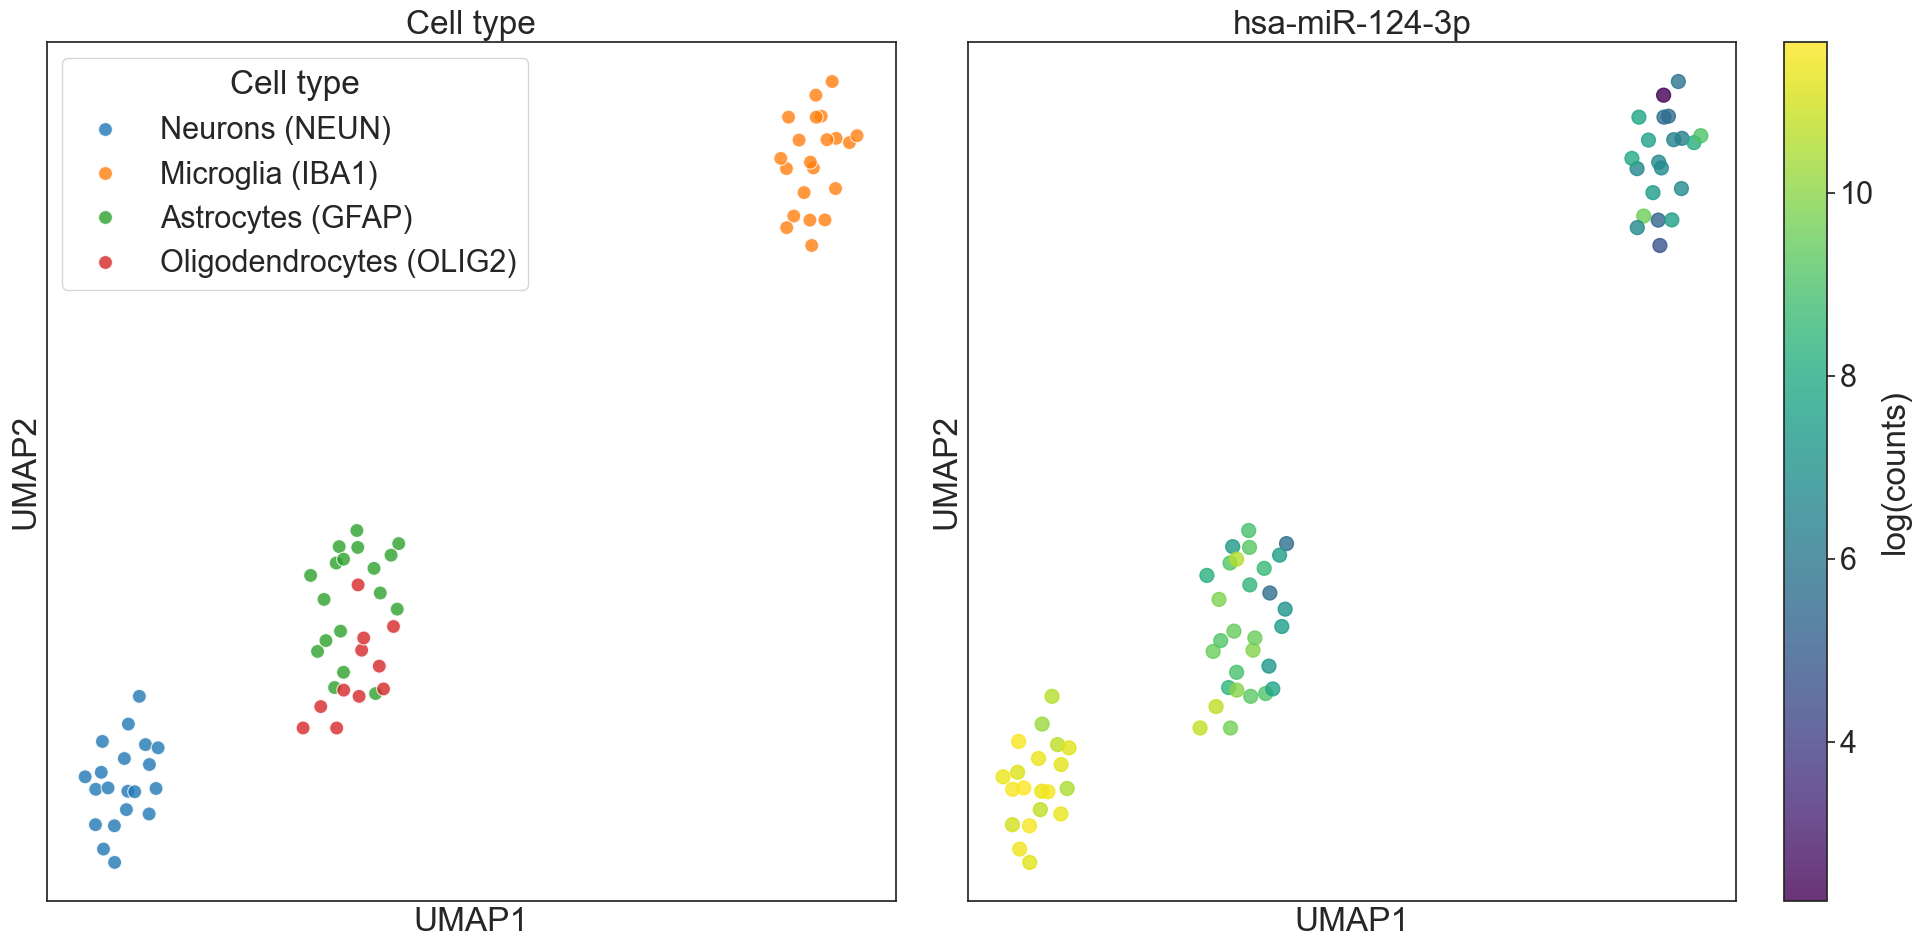 Cell type
Cell type
Neurons (NEUN)
Microglia (IBA1)
Astrocytes (GFAP)
Oligodendrocytes (OLIG2)
UMAP2
UMAP1
hsa-miR-124-3p
UMAP2
UMAP1
10
8
6
4
log(counts)